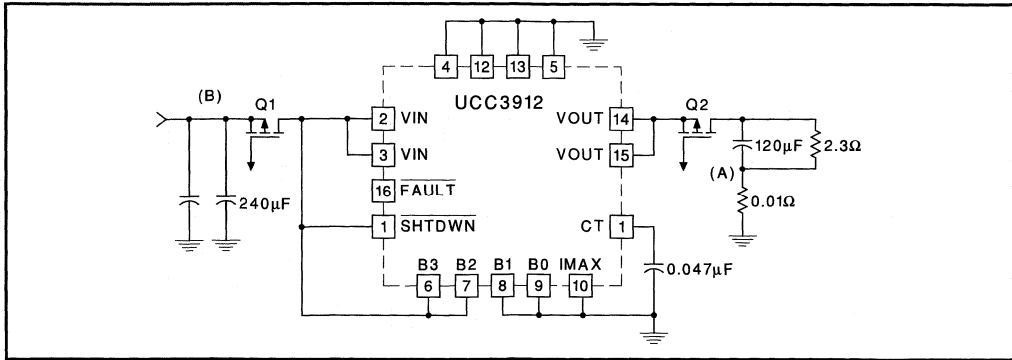 4 12 13 5
UCC3912
(B) Q1
2 VIN
3 VIN
16 FAULT
1 SHTDWN
240µF
VOUT 14
VOUT 15
CT 1
Q2
120µF
2.3Ω
(A)
0.01Ω
0.047µF
B3 B2 B1 B0 IMAX
6 7 8 9 10